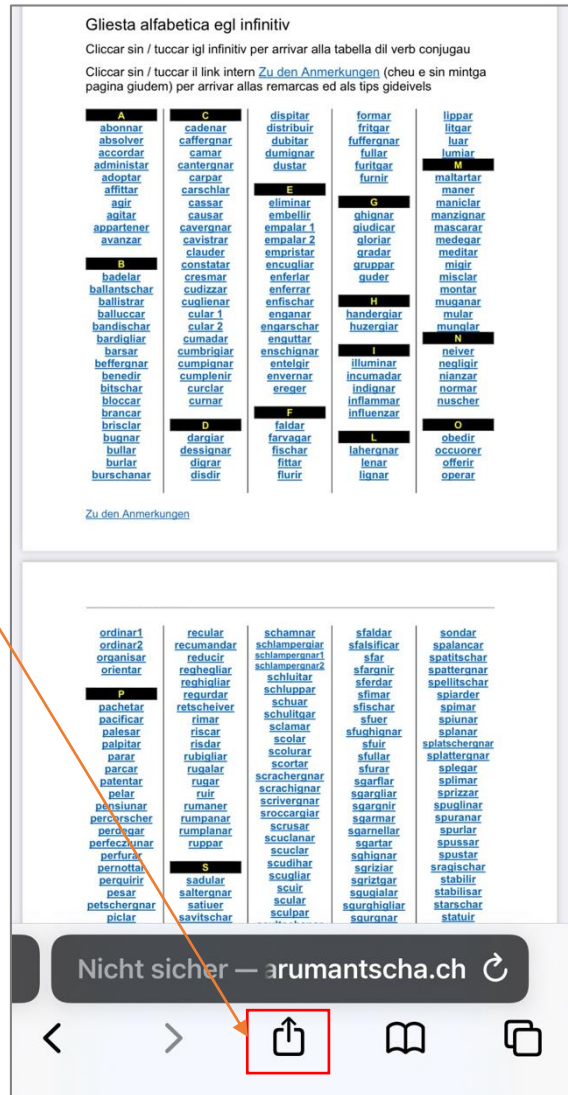 Gliesta alfabetica egl infinitiv
Cliccar sin / tuccar igl infinitiv per arrivar alla tabella dil verb conjugau
Cliccar sin / tuccar il link intern Zu den Anmerkungen (cheu e sin mintga
pagina giudem) per arrivar allas remarcas ed als tips gideivels
A
abonnar
absolver
accordar
administar
adoptar
affittar
agir
agitar
appartener
avanzar
B
badelar
ballantschar
ballistrar
balluccar
bandischar
bardigliar
barsar
beffergnar
benedir
bitschar
bloccar
brancar
brisclar
bugnar
bullar
burlar
burschanar
C
cadenar
caffergnar
camar
cantergnar
carpar
carschlar
cassar
causar
cavergnar
cavistrar
clauder
constatar
cresmar
cudizzar
cuglienar
cular 1
cular 2
cumadar
cumbrigiar
cumpignar
cumplenir
curclar
curnar
D
dargiar
dessignar
digrar
disdir
dispitar
distribuir
dubitar
dumignar
dustar
E
eliminar
embellir
empalar 1
empalar 2
empristar
encugliar
enferlar
enferrar
enfischar
enganar
engarschar
enguttar
enschignar
entelgir
envernar
ereger
F
faldar
farvagar
fischar
fittar
flurir
formar
fritgar
fuffergnar
fullar
furitgar
furnir
G
ghignar
giudicar
gloriar
gradar
gruppar
guder
H
handergiar
huzergiar
I
illuminar
incumadar
indignar
inflammar
influenzar
L
lahergnar
lenar
lignar
lippar
litgar
luar
lumiar
M
maltartar
maner
maniclar
manzignar
mascarar
medegar
meditar
migir
misclar
montar
muganar
mular
munglar
N
neiver
negligir
nianzar
normar
nuscher
O
obedir
occuorer
offerir
operar
Zu den Anmerkungen
ordinar1
ordinar2
organisar
orientar
P
pachetar
pacificar
palesar
palpitar
parar
parcar
patentar
pelar
pensiunar
percorscher
perdegar
perfecziunar
perfurar
pernottar
perquirir
pesar
petschergnar
piclar
recular
recumandar
reducir
reghegliar
reghigliar
regurdar
retscheiver
rimar
riscar
risdar
rubigliar
rugalar
rugar
ruir
rumaner
rumpanar
rumplanar
ruppar
S
sadular
saltergnar
satiuer
savitschar
schamnar
schlampergiar
schlampergnar1
schlampergnar2
schluitar
schluppar
schuar
schulitgar
sclamar
scolar
scolurar
scortar
scrachergnar
scrachignar
scrivergnar
sroccargiar
scrusar
scuclanar
scuclar
scudihar
scugliar
scuir
scular
sculpar
sfaldar
sfalsificar
sfar
sfargnir
sferdar
sfimar
sfischar
sfuer
sfughignar
sfuir
sfullar
sfurar
sgarflar
sgargliar
sgargnir
sgarmar
sgarnellar
sgartar
sghignar
sgriziar
sgriztgar
sgugialar
sgurghigliar
sgurgnar
sondar
spalancar
spatitschar
spattergnar
spellitschar
spiarder
spimar
spiunar
splanar
splatschergnar
splattergnar
splegar
splimar
sprizzar
spuglinar
spuranar
spurlar
spussar
spustar
sragischar
stabilir
stabilisar
starschar
statuir
Nicht sicher — arumantscha.ch